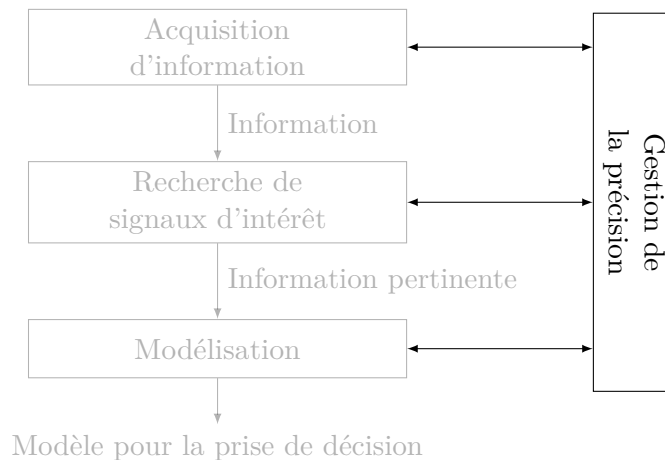 Acquisition
d'information
Information
Recherche de
signaux d'intérêt
Information pertinente
Modélisation
Modèle pour la prise de décision
Gestion de
la précision